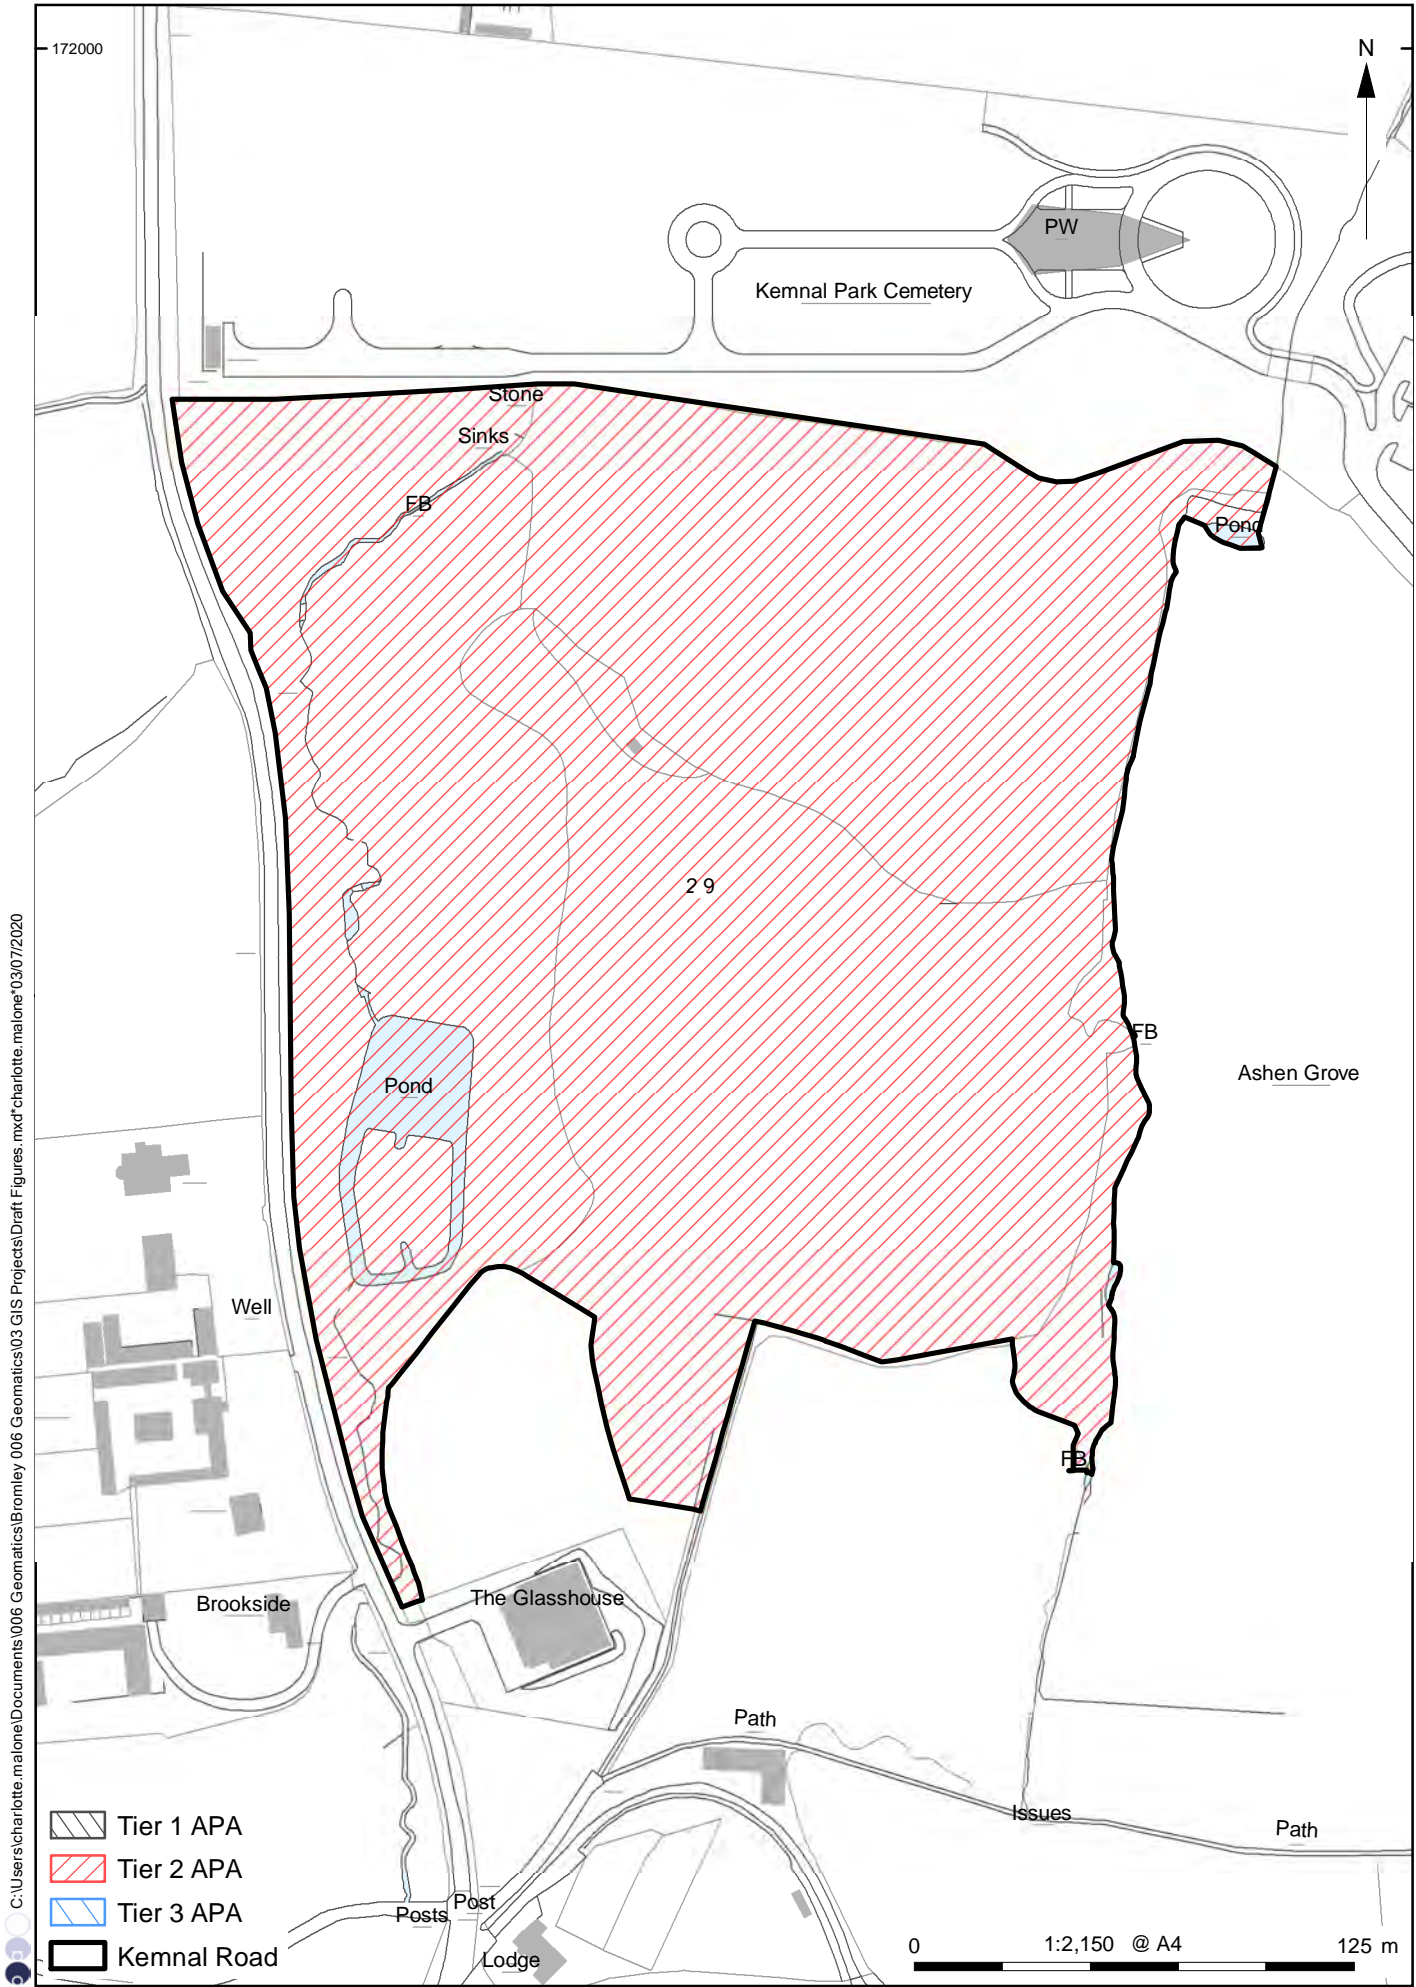 172000
N
PW
Kemnal Park Cemetery
Stone
Sinks
FB
Pond
2 9
FB
Ashen Grove
Pond
Well
FB
Brookside
The Glasshouse
Path
Issues
Path
Posts
Post
Lodge
Tier 1 APA
Tier 2 APA
Tier 3 APA
Kemnal Road
0 1:2,150 @ A4 125 m
C:\Users\charlotte.malone\Documents\006 Geomatics\Bromley 006 Geomatics\03 GIS Projects\Draft Figures.mxd*charlotte.malone*03/07/2020